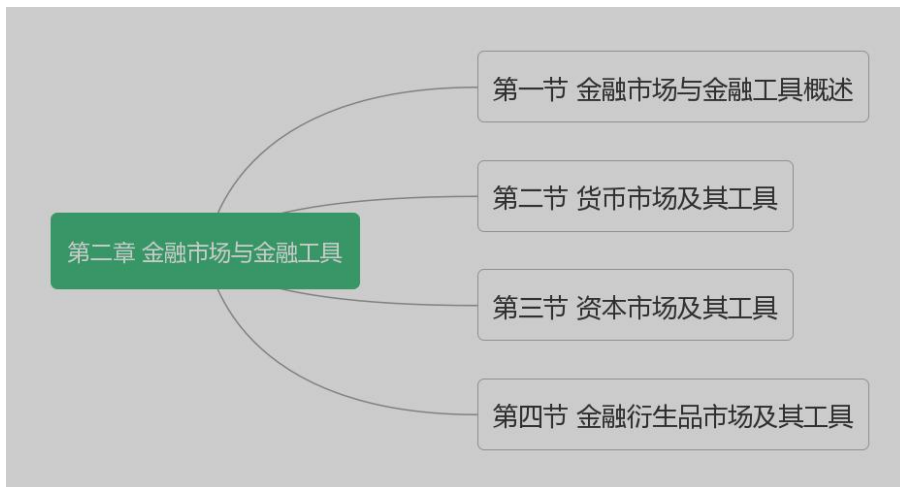 第一节 金融市场与金融工具概述
第二节 货币市场及其工具
第二章 金融市场与金融工具
第三节 资本市场及其工具
第四节 金融衍生品市场及其工具